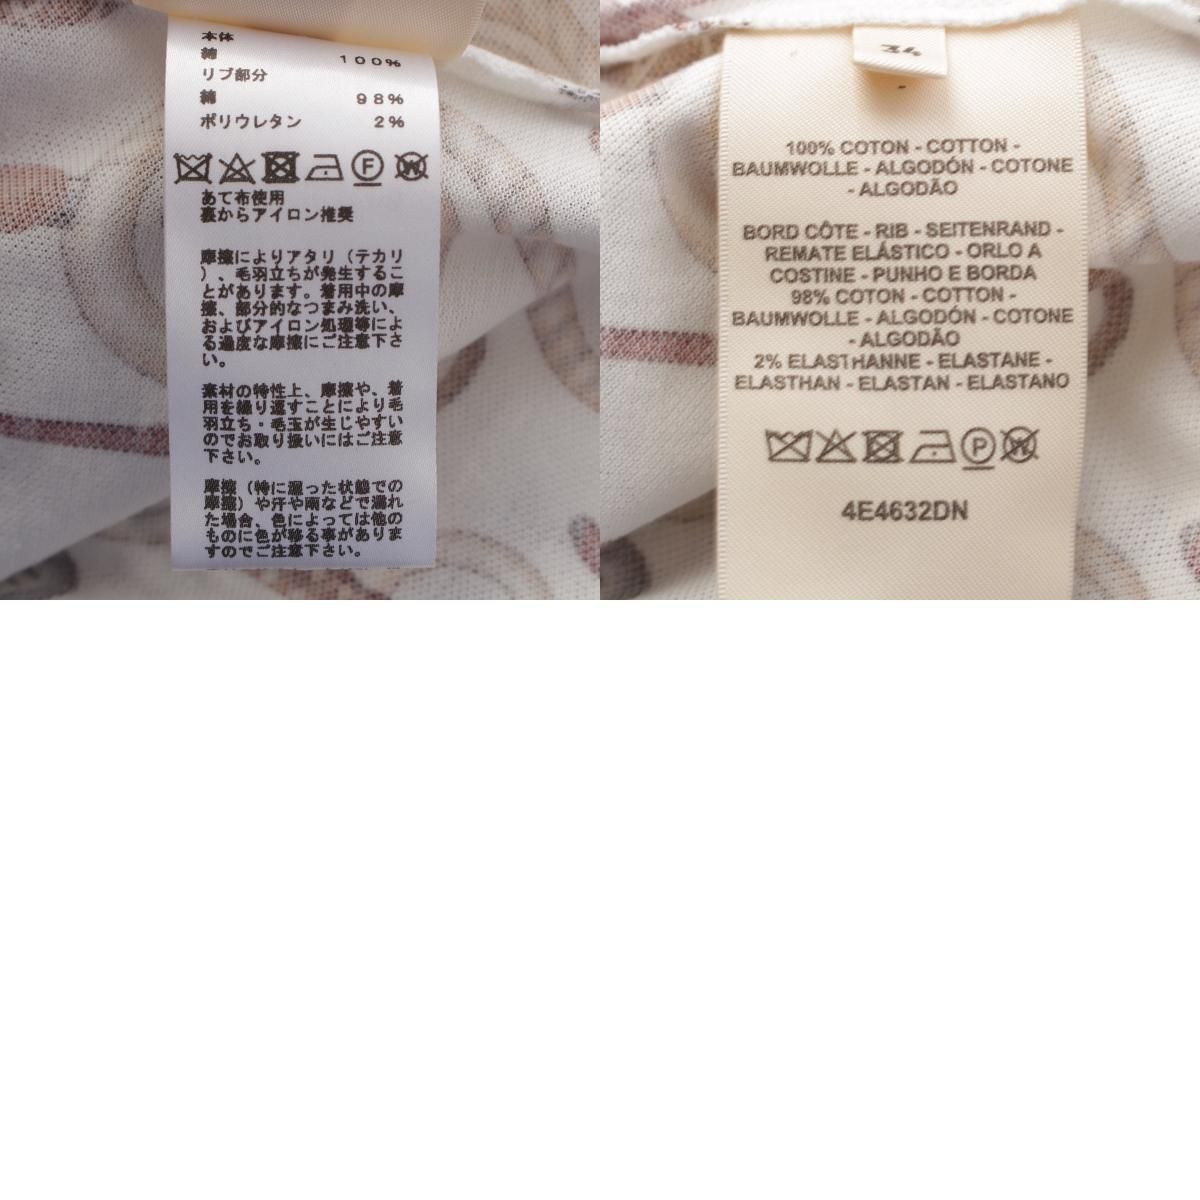 本体
綿 100%
リブ部分
綿 98%
ポリウレタン 2%
F
W
あて布使用
裏からアイロン推奨
摩擦によりアタリ（テカリ
）、毛羽立ちが発生するこ
とがあります。着用中の摩
擦、部分的なつまみ洗い、
およびアイロン処理等によ
る過度な摩擦にご注意下さ
い。
素材の特性上、摩擦や、着
用を繰り返すことにより毛
羽立ち・毛玉が生じやすい
のでお取り扱いにはご注意
下さい。
摩擦（特に湿った状態での
摩擦）や汗や雨などで濡れ
た場合、色によっては他の
ものに色が移る事がありま
すのでご注意下さい。
34
100% COTON - COTTON -
BAUMWOLLE - ALGODÓN - COTONE
- ALGODÃO
BORD CÔTE - RIB - SEITENRAND -
REMATE ELÁSTICO - ORLO A
COSTINE - PUNHO E BORDA
98% COTON - COTTON -
BAUMWOLLE - ALGODÓN - COTONE
- ALGODÃO
2% ELASTHANNE - ELASTANE -
ELASTHAN - ELASTAN - ELASTANO
P
W
4E4632DN